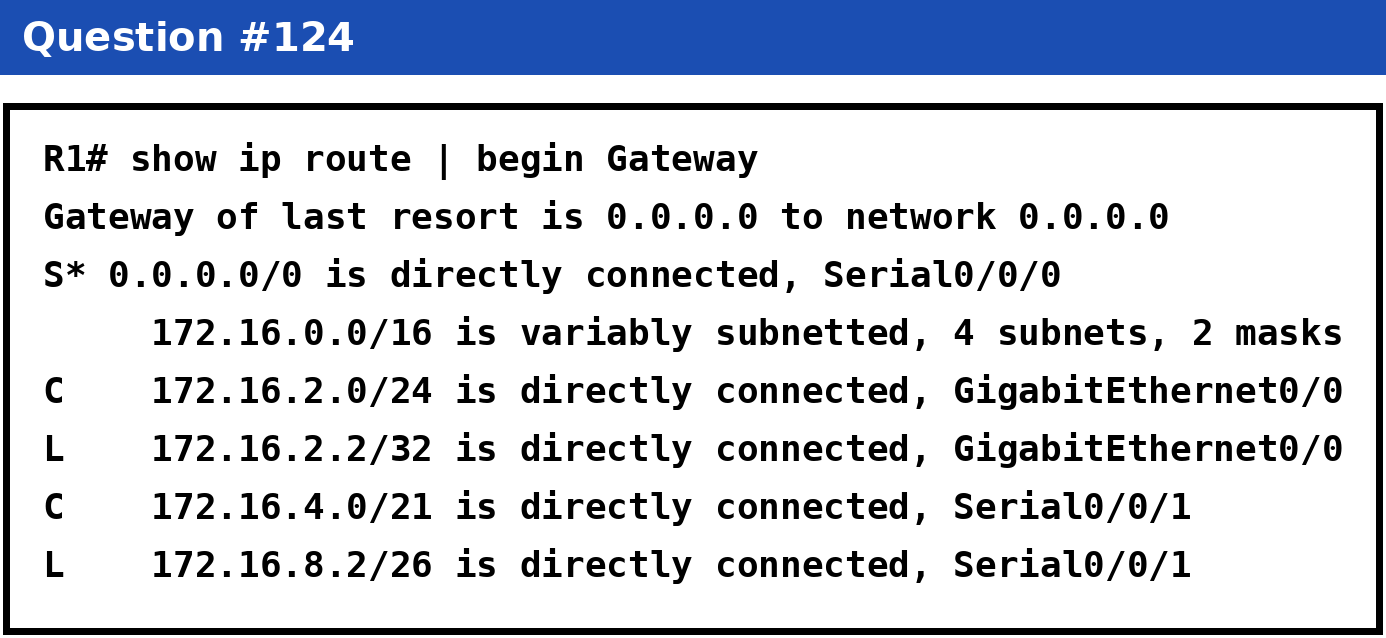 Question #124
R1# show ip route | begin Gateway
Gateway of last resort is 0.0.0.0 to network 0.0.0.0
S* 0.0.0.0/0 is directly connected, Serial0/0/0
172.16.0.0/16 is variably subnetted, 4 subnets, 2 masks
C    172.16.2.0/24 is directly connected, GigabitEthernet0/0
L    172.16.2.2/32 is directly connected, GigabitEthernet0/0
C    172.16.4.0/21 is directly connected, Serial0/0/1
L    172.16.8.2/26 is directly connected, Serial0/0/1